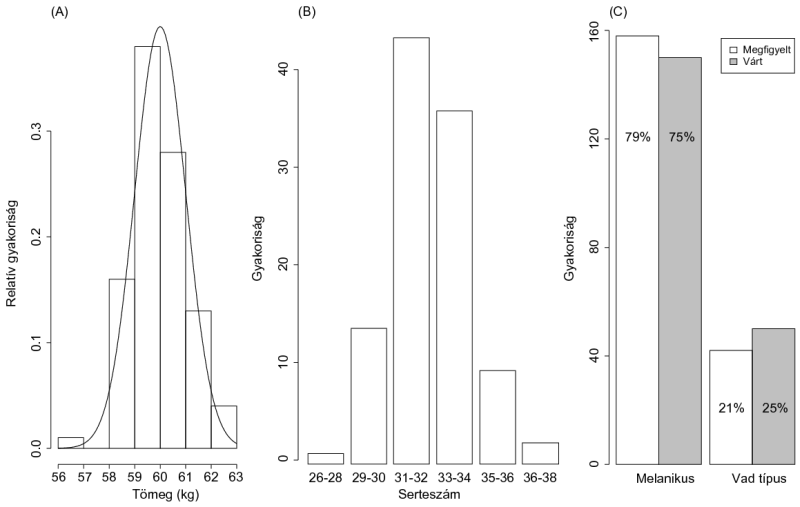 (A)
Relatív gyakoriság
0.0
0.1
0.2
0.3
56 57 58 59 60 61 62 63
Tömeg (kg)
(B)
Gyakoriság
0
10
20
30
40
26-28 29-30 31-32 33-34 35-36 36-38
Serteszám
(C)
Gyakoriság
0
40
80
120
160
Megfigyelt
Várt
79% 75%
21% 25%
Melanikus Vad típus